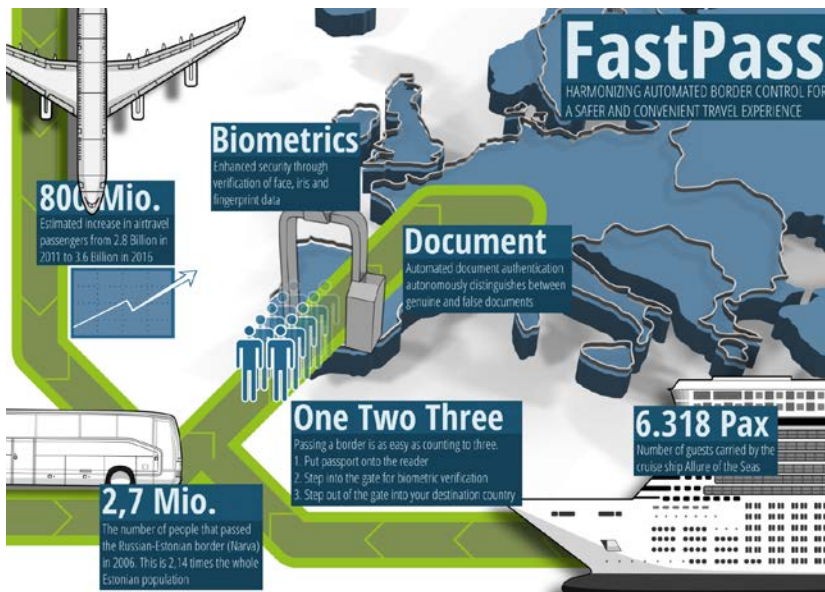 FastPass
HARMONIZING AUTOMATED BORDER CONTROL FOR
A SAFER AND CONVENIENT TRAVEL EXPERIENCE
Biometrics
Enhanced security through
verification of face, iris and
fingerprint data
800 Mio.
Estimated increase in airtravel
passengers from 2.8 Billion in
2011 to 3.6 Billion in 2016
Document
Automated document authentication
autonomously distinguishes between
genuine and false documents
One Two Three
Passing a border is as easy as counting to three.
1. Put passport onto the reader
2. Step into the gate for biometric verification
3. Step out of the gate into your destination country
6.318 Pax
Number of guests carried by the
cruise ship Allure of the Seas
2,7 Mio.
The number of people that passed
the Russian-Estonian border (Narva)
in 2006. This is 2,14 times the whole
Estonian population